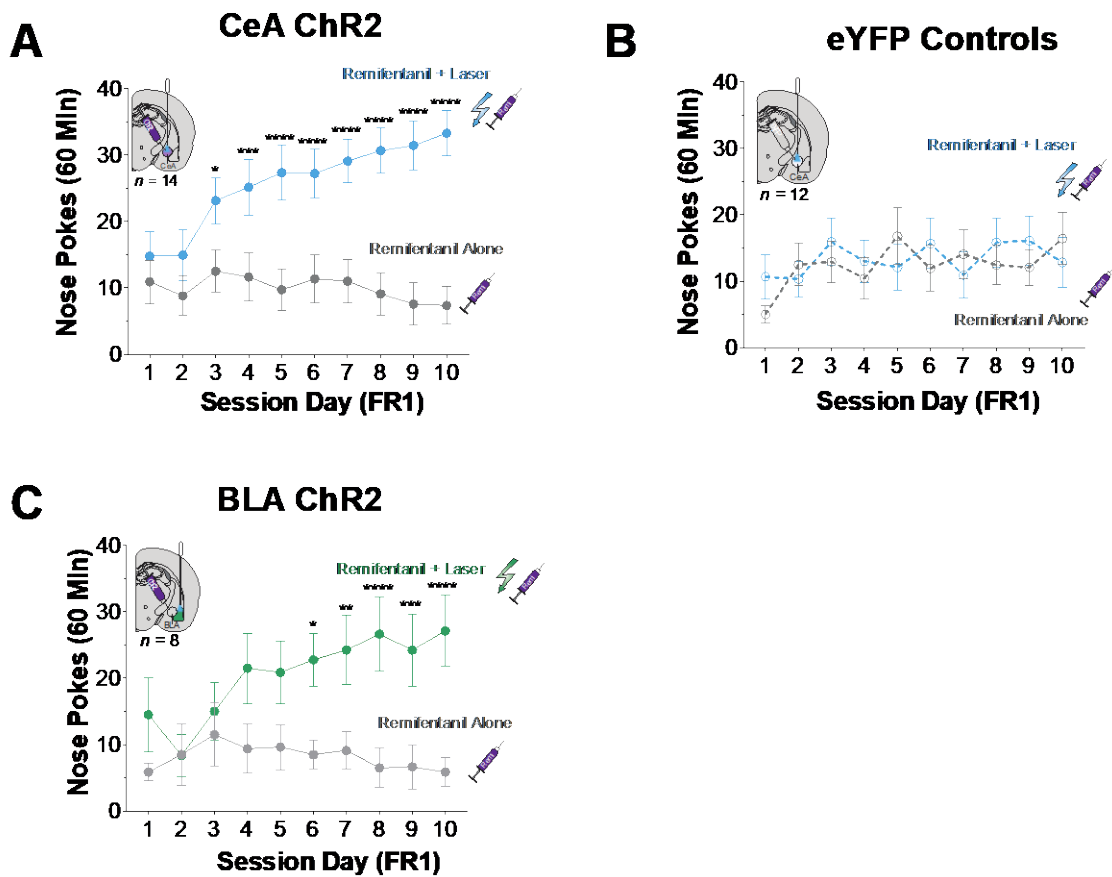 A
CeA ChR2
Nose Pokes (60 Min)
40
30
20
10
0
CeA
n = 14
Remifentanil + Laser
*
***
****
****
****
****
****
****
Remifentanil Alone
1 2 3 4 5 6 7 8 9 10
Session Day (FR1)
B
eYFP Controls
Nose Pokes (60 Min)
40
30
20
10
0
CeA
n = 12
Remifentanil + Laser
Remifentanil Alone
1 2 3 4 5 6 7 8 9 10
Session Day (FR1)
C
BLA ChR2
Nose Pokes (60 Min)
40
30
20
10
0
BLA
n = 8
Remifentanil + Laser
*
**
****
***
****
Remifentanil Alone
1 2 3 4 5 6 7 8 9 10
Session Day (FR1)